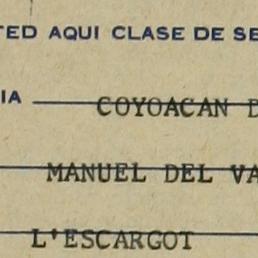 TED AQUI CLASE DE SE
IA COYOACAN D
MANUEL DEL VA
L'ESCARGOT